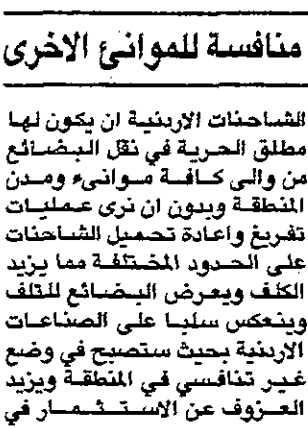 منافسة للموانئ الاخرى
الشاحنات الاردنية ان يكون لها
مطلق الحرية في نقل البضائع
من والى كافة موانىء ومدن
المنطقة وبدون ان نرى عمليات
تفريغ واعادة تحميل الشاحنات
على الحدود المختلفة مما يزيد
الكلف ويعرض البضائع للتلف
وينعكس سلبا على الصناعات
الاردنية بحيث ستصبح في وضع
غير تنافسي في المنطقة ويزيد
العزوف عن الاستثمار في